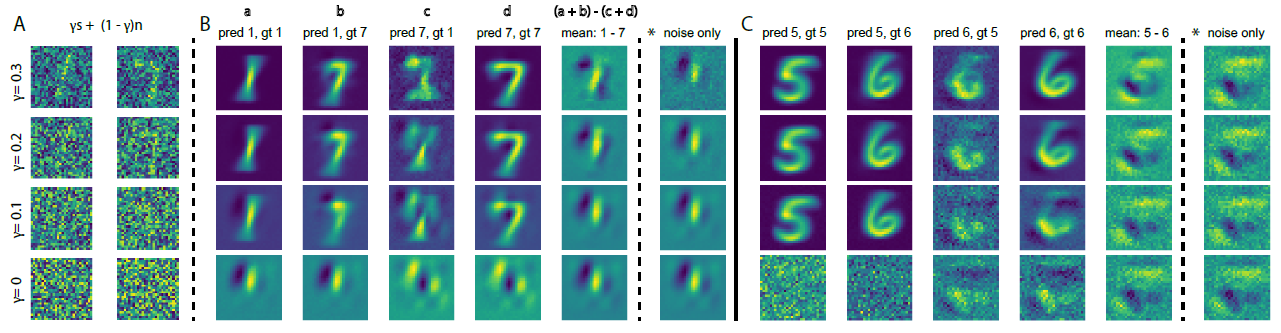 A
γs + (1 - γ)n
B
a
b
c
d
(a + b) - (c + d)
pred 1, gt 1
pred 1, gt 7
pred 7, gt 1
pred 7, gt 7
mean: 1 - 7
* noise only
C
pred 5, gt 5
pred 5, gt 6
pred 6, gt 5
pred 6, gt 6
mean: 5 - 6
* noise only
γ= 0.3
γ= 0.2
γ= 0.1
γ= 0